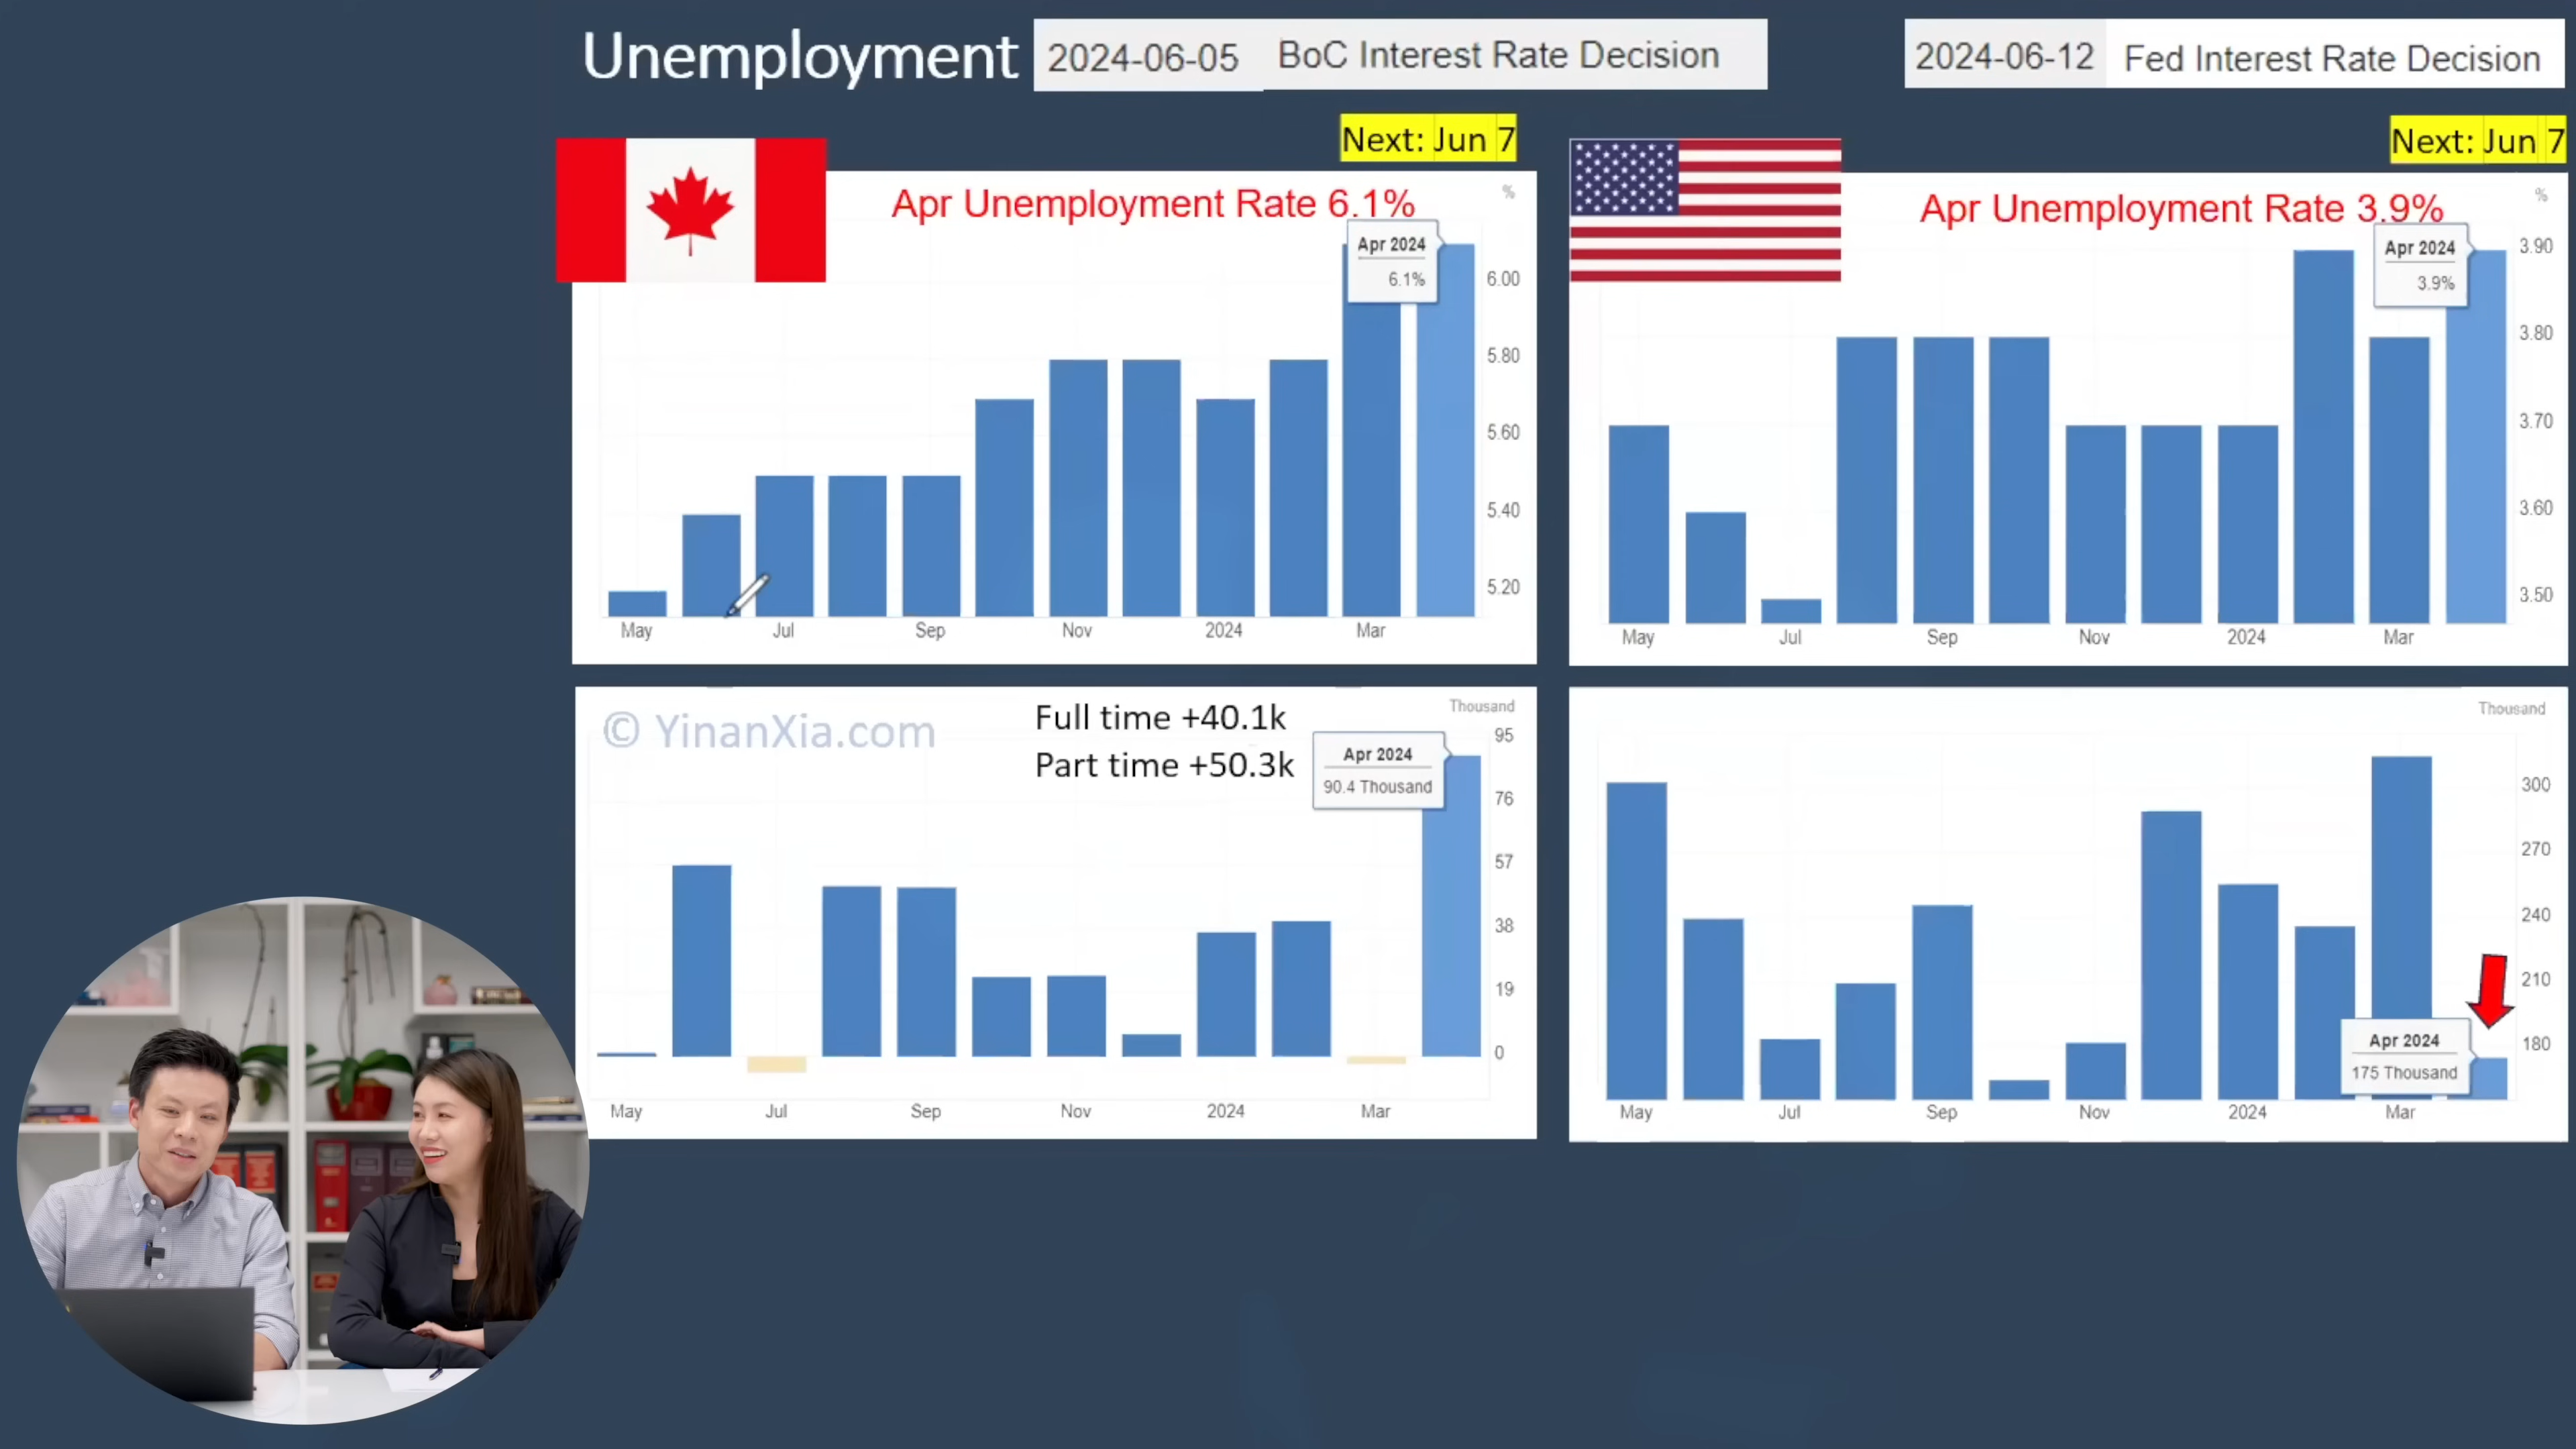 Unemployment
2024-06-05 BoC Interest Rate Decision
2024-06-12 Fed Interest Rate Decision
Next: Jun 7
Apr Unemployment Rate 6.1%
%
Apr 2024
6.1%
6.00
5.80
5.60
5.40
5.20
May Jul Sep Nov 2024 Mar
Next: Jun 7
Apr Unemployment Rate 3.9%
%
Apr 2024
3.9%
3.90
3.80
3.70
3.60
3.50
May Jul Sep Nov 2024 Mar
© YinanXia.com
Full time +40.1k
Part time +50.3k
Thousand
Apr 2024
90.4 Thousand
95
76
57
38
19
0
May Jul Sep Nov 2024 Mar
Thousand
300
270
240
210
180
Apr 2024
175 Thousand
May Jul Sep Nov 2024 Mar